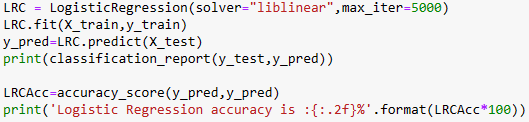 LRC = LogisticRegression(solver="liblinear",max_iter=5000)
LRC.fit(X_train,y_train)
y_pred=LRC.predict(X_test)
print(classification_report(y_test,y_pred))
LRCAcc=accuracy_score(y_pred,y_pred)
print('Logistic Regression accuracy is :{:.2f}%'.format(LRCAcc*100))